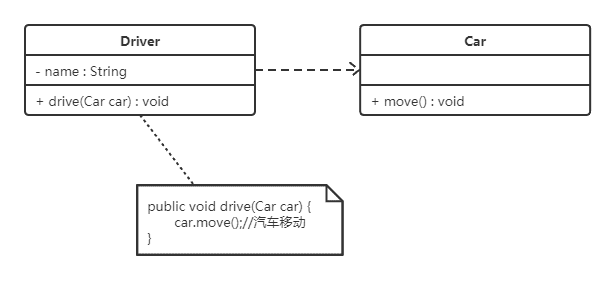 Driver
- name : String
+ drive(Car car) : void
Car
+ move() : void
public void drive(Car car) {
car.move();//汽车移动
}